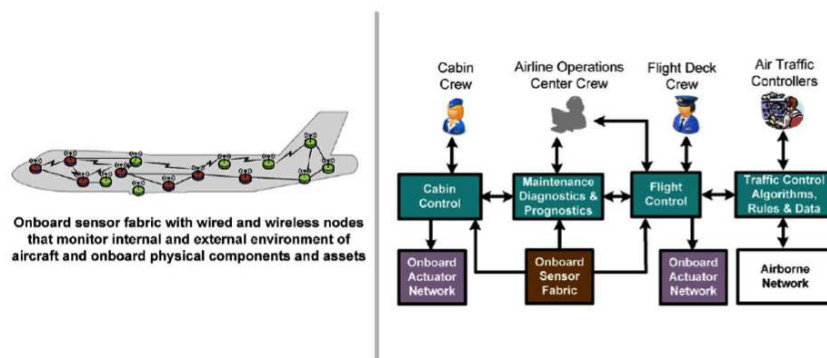 Onboard sensor fabric with wired and wireless nodes
that monitor internal and external environment of
aircraft and onboard physical components and assets
Cabin
Crew
Airline Operations
Center Crew
Flight Deck
Crew
Air Traffic
Controllers
Cabin
Control
Maintenance
Diagnostics &
Prognostics
Flight
Control
Traffic Control
Algorithms,
Rules & Data
Onboard
Actuator
Network
Onboard
Sensor
Fabric
Onboard
Actuator
Network
Airborne
Network